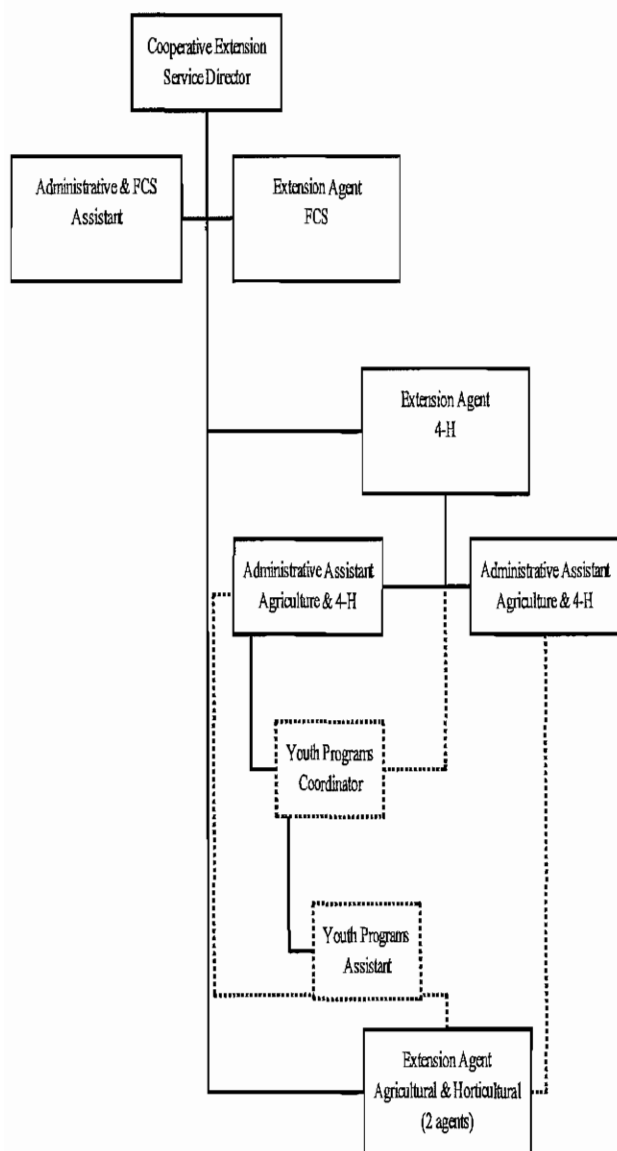 Cooperative Extension
Service Director
Administrative & FCS
Assistant
Extension Agent
FCS
Extension Agent
4-H
Administrative Assistant
Agriculture & 4-H
Administrative Assistant
Agriculture & 4-H
Youth Programs
Coordinator
Youth Programs
Assistant
Extension Agent
Agricultural & Horticultural
(2 agents)